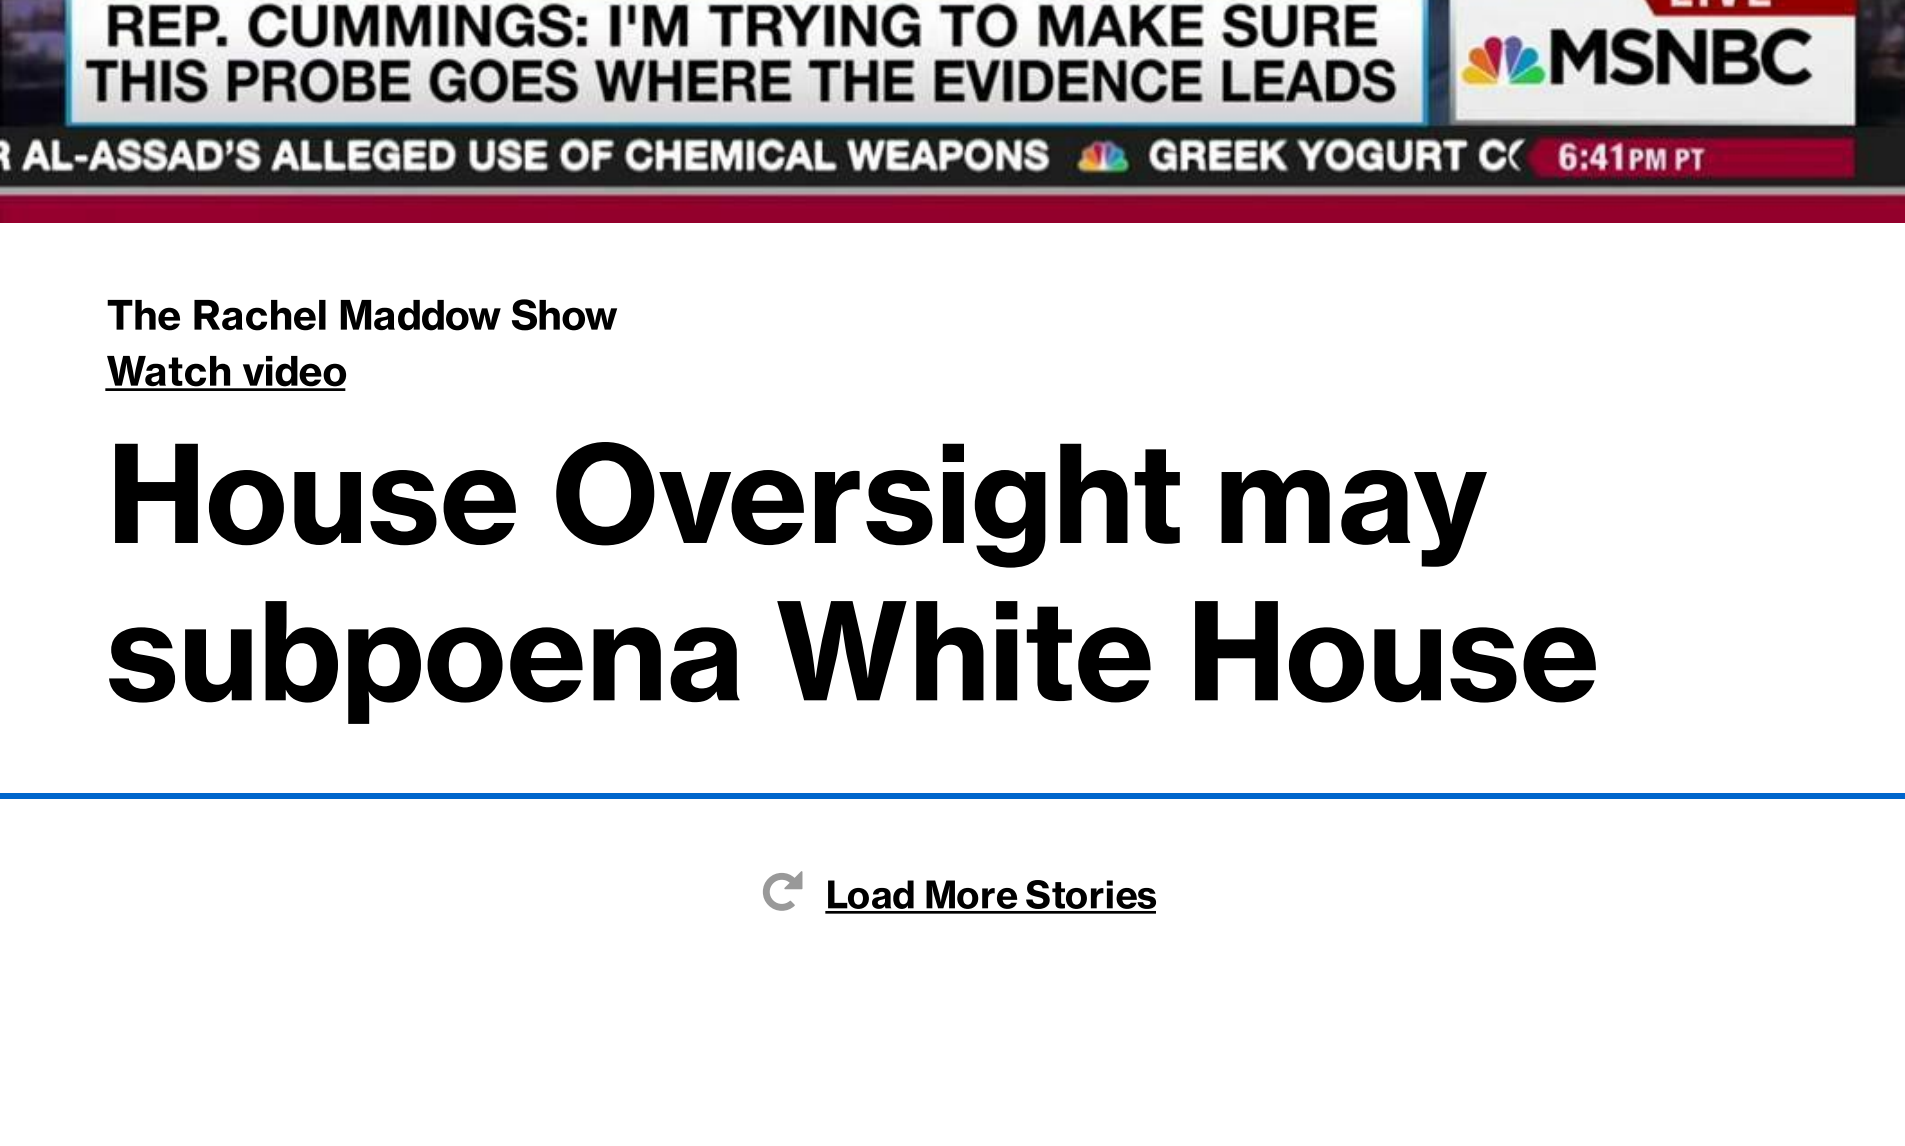 LIVE
REP. CUMMINGS: I'M TRYING TO MAKE SURE
THIS PROBE GOES WHERE THE EVIDENCE LEADS
MSNBC
R AL-ASSAD'S ALLEGED USE OF CHEMICAL WEAPONS GREEK YOGURT
6:41PM PT
The Rachel Maddow Show
Watch video
House Oversight may
subpoena White House
Load More Stories